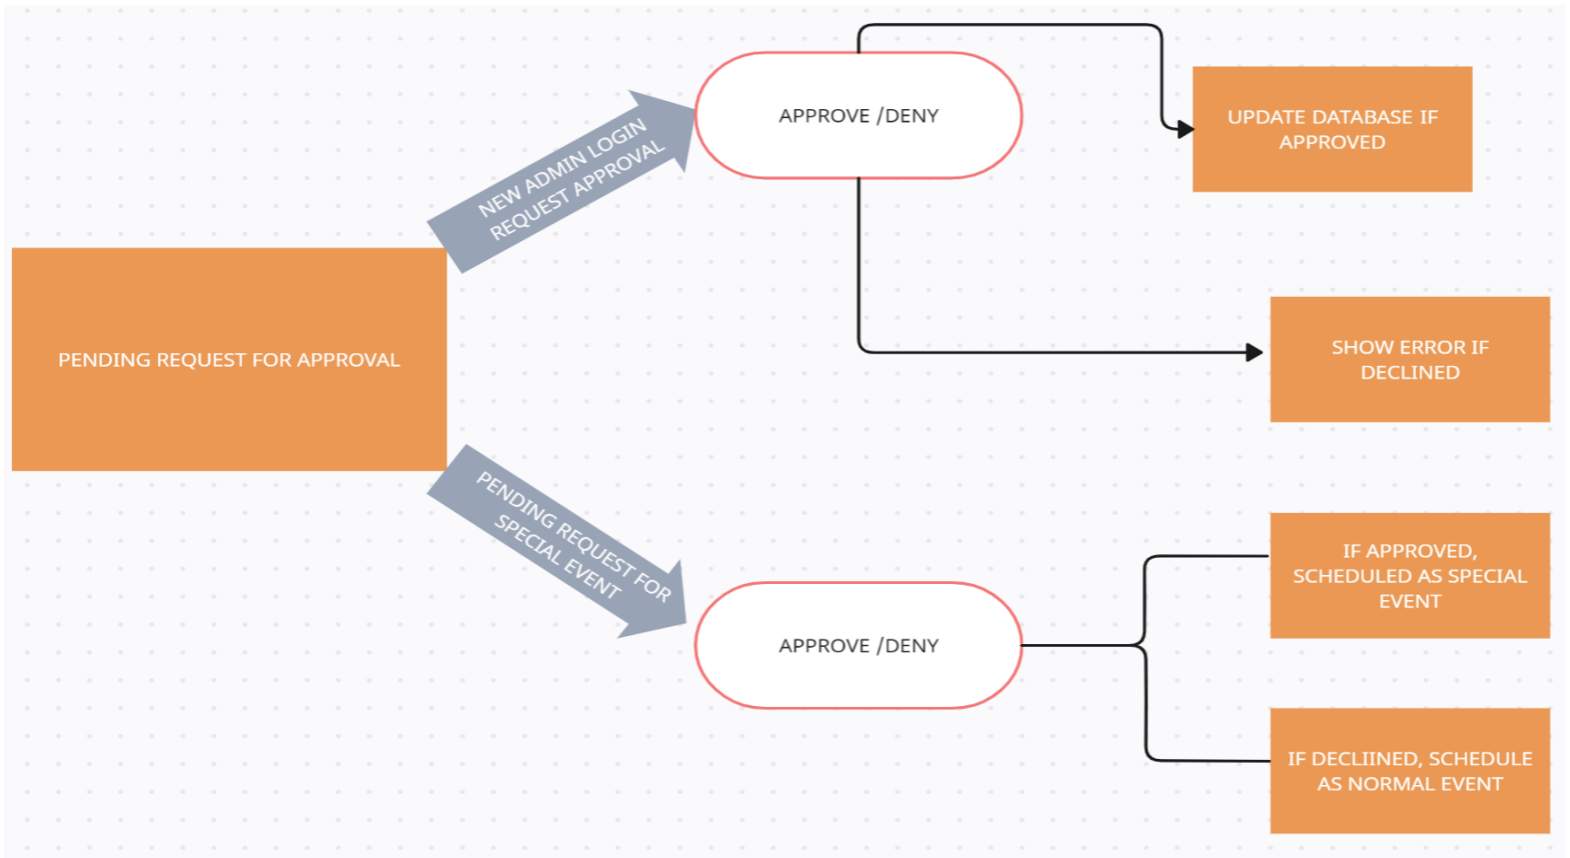 PENDING REQUEST FOR APPROVAL
NEW ADMIN LOGIN
REQUEST APPROVAL
APPROVE /DENY
UPDATE DATABASE IF
APPROVED
SHOW ERROR IF
DECLINED
PENDING REQUEST FOR
SPECIAL EVENT
APPROVE /DENY
IF APPROVED,
SCHEDULED AS SPECIAL
EVENT
IF DECLIINED, SCHEDULE
AS NORMAL EVENT